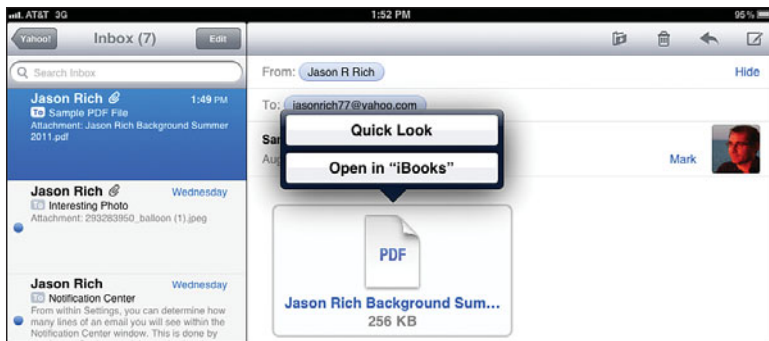 AT&T 3G 1:52 PM 95%
Yahoo! Inbox (7) Edit
Search Inbox
Jason Rich 1:49 PM
To Sample PDF File
Attachment: Jason Rich Background Summer
2011.pdf
Jason Rich Wednesday
To Interesting Photo
Attachment: 293283950_balloon (1).jpeg
Jason Rich Wednesday
To Notification Center
From within Settings, you can determine how
many lines of an email you will see within the
Notification Center window. This is done by
From: Jason R Rich Hide
To: jasonrich77@yahoo.com
Quick Look
Open in “iBooks”
Mark
PDF
Jason Rich Background Sum...
256 KB